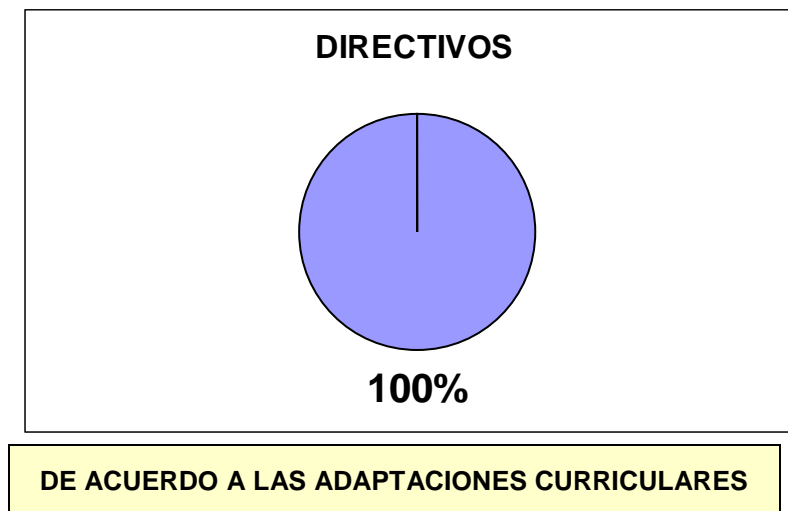 DIRECTIVOS
100%
DE ACUERDO A LAS ADAPTACIONES CURRICULARES